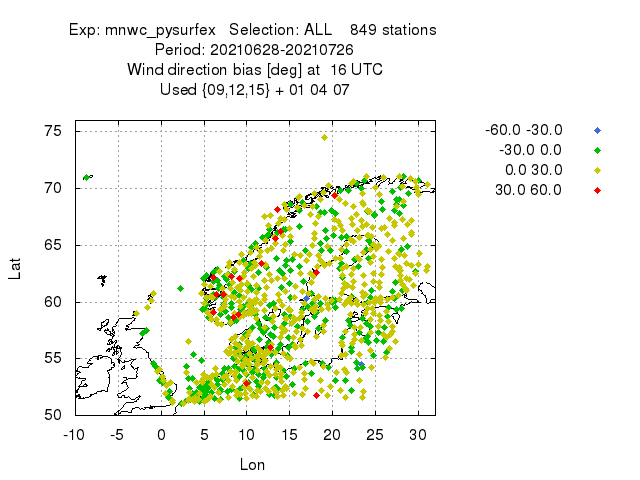 Exp: mnwc_pysurfex   Selection: ALL    849 stations
Period: 20210628-20210726
Wind direction bias [deg] at  16 UTC
Used {09,12,15} + 01 04 07
-60.0 -30.0
-30.0 0.0
0.0 30.0
30.0 60.0
75
70
65
60
55
50
Lat
-10 -5 0 5 10 15 20 25 30
Lon